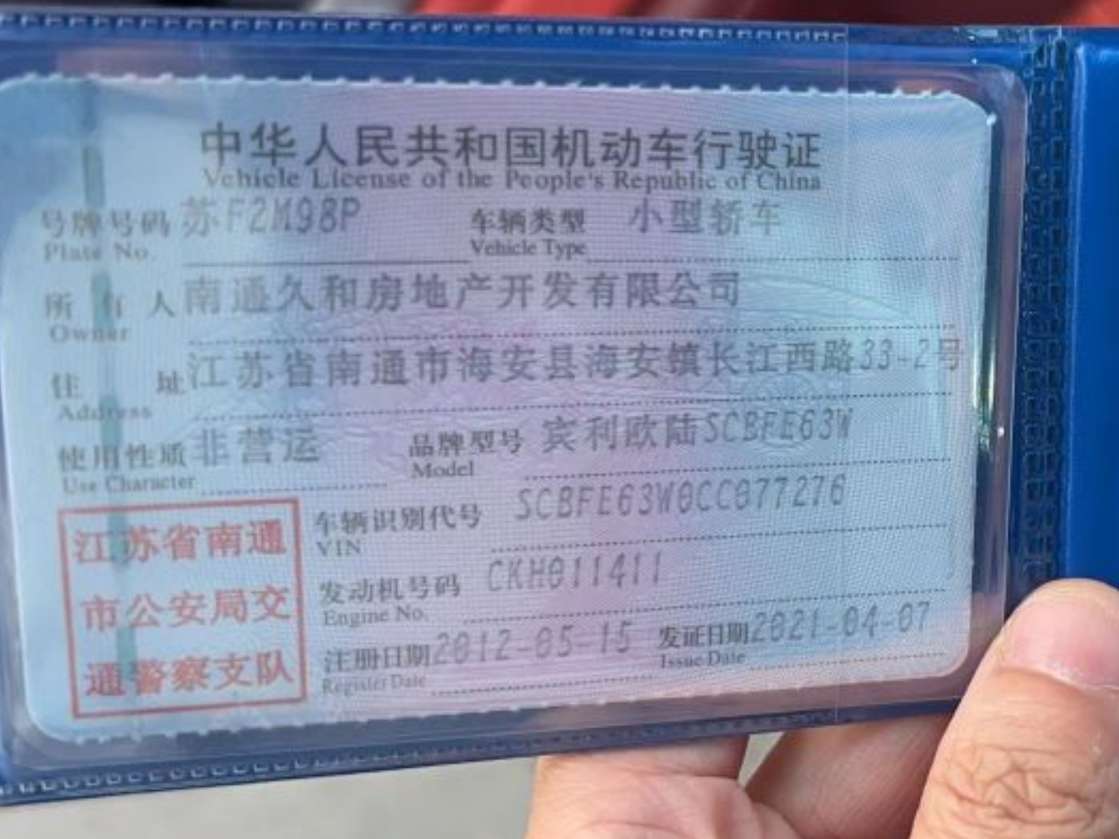 中华人民共和国机动车行驶证
Vehicle License of the People's Republic of China
号牌号码 苏F2M98P 车辆类型 小型轿车
Plate No. Vehicle Type
所有人 南通久和房地产开发有限公司
Owner
住址 江苏省南通市海安县海安镇长江西路33-2号
Address
使用性质 非营运 品牌型号 宾利欧陆SCBFE63W
Use Character Model
江苏省南通
市公安局交
通警察支队
车辆识别代号 SCBFE63W0CC077276
VIN
发动机号码 CKH011411
Engine No.
注册日期 2012-05-15 发证日期 2021-04-07
Register Date Issue Date